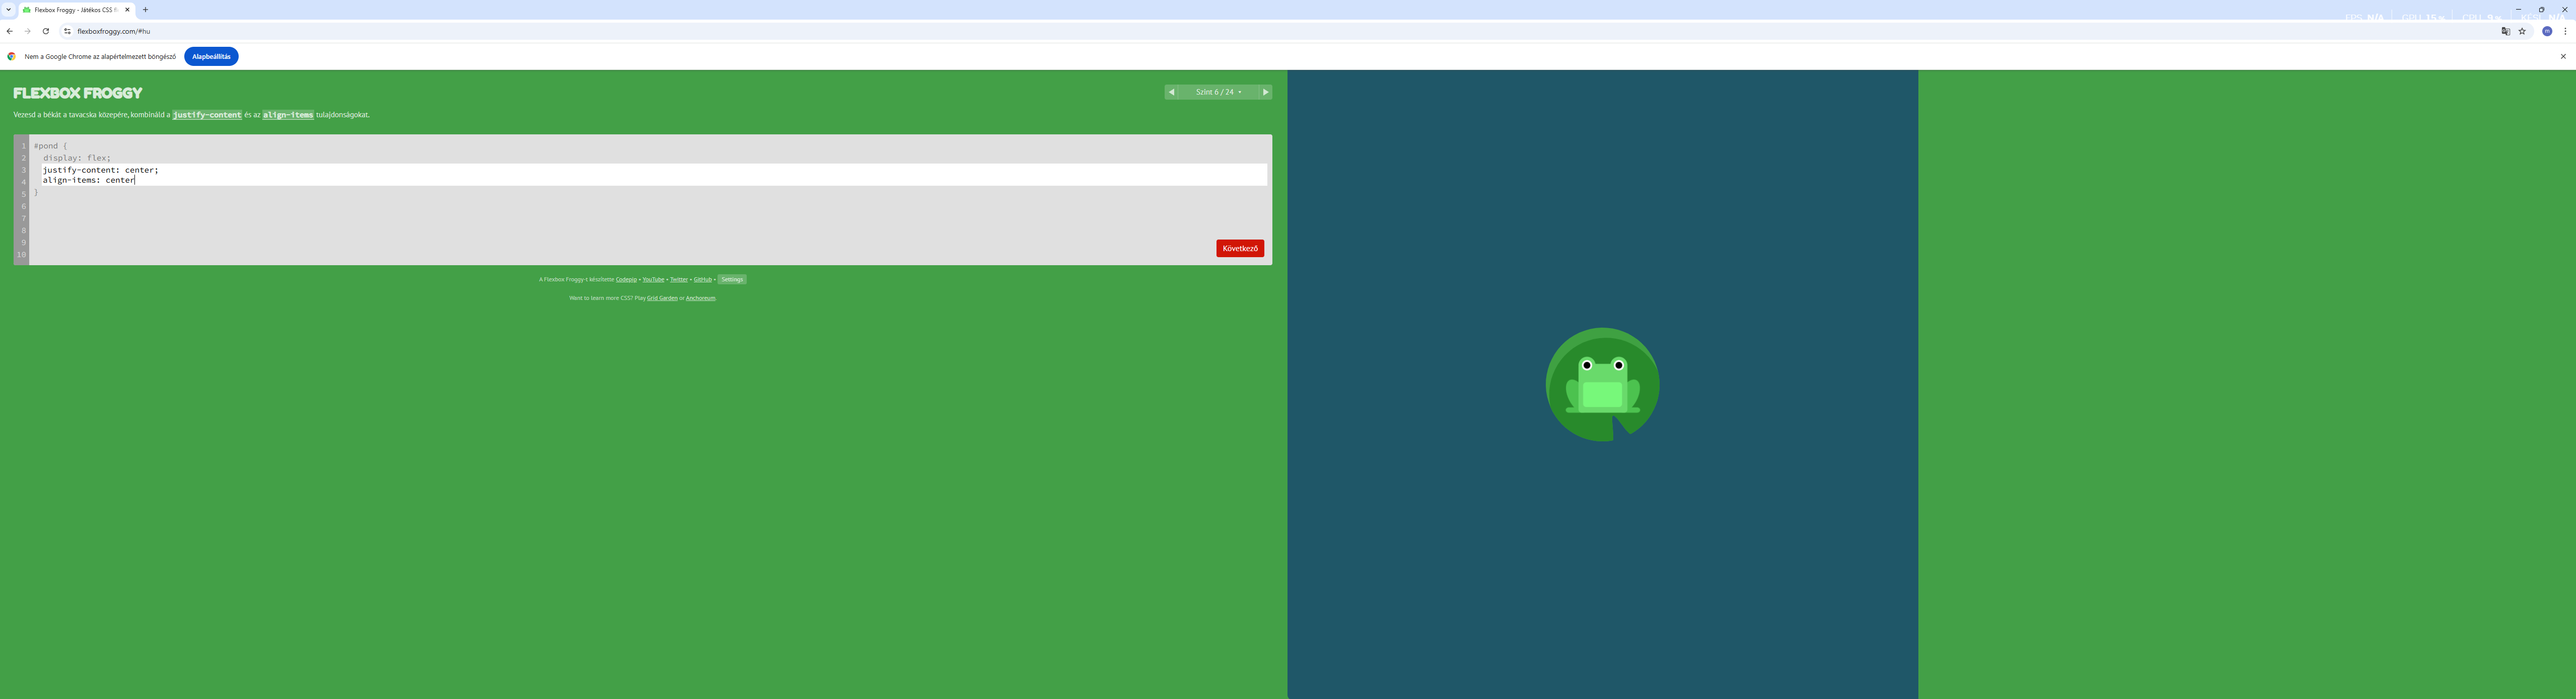 Flexbox Froggy - Játékos CSS
flexboxfroggy.com/#hu
Nem a Google Chrome az alapértelmezett böngésző
Alapbeállítás
FLEXBOX FROGGY
Szint 6 / 24
Vezesd a békát a tavacska közepére, kombináld a justify-content és az align-items tulajdonságokat.
1 #pond {
2 display: flex;
3 justify-content: center;
4 align-items: center
5 }
6
7
8
9
10
Következő
A Flexbox Froggy-s készítette Codepip • YouTube • Twitter • GitHub • Settings
Want to learn more CSS? Play Grid Garden or Anchoreum.